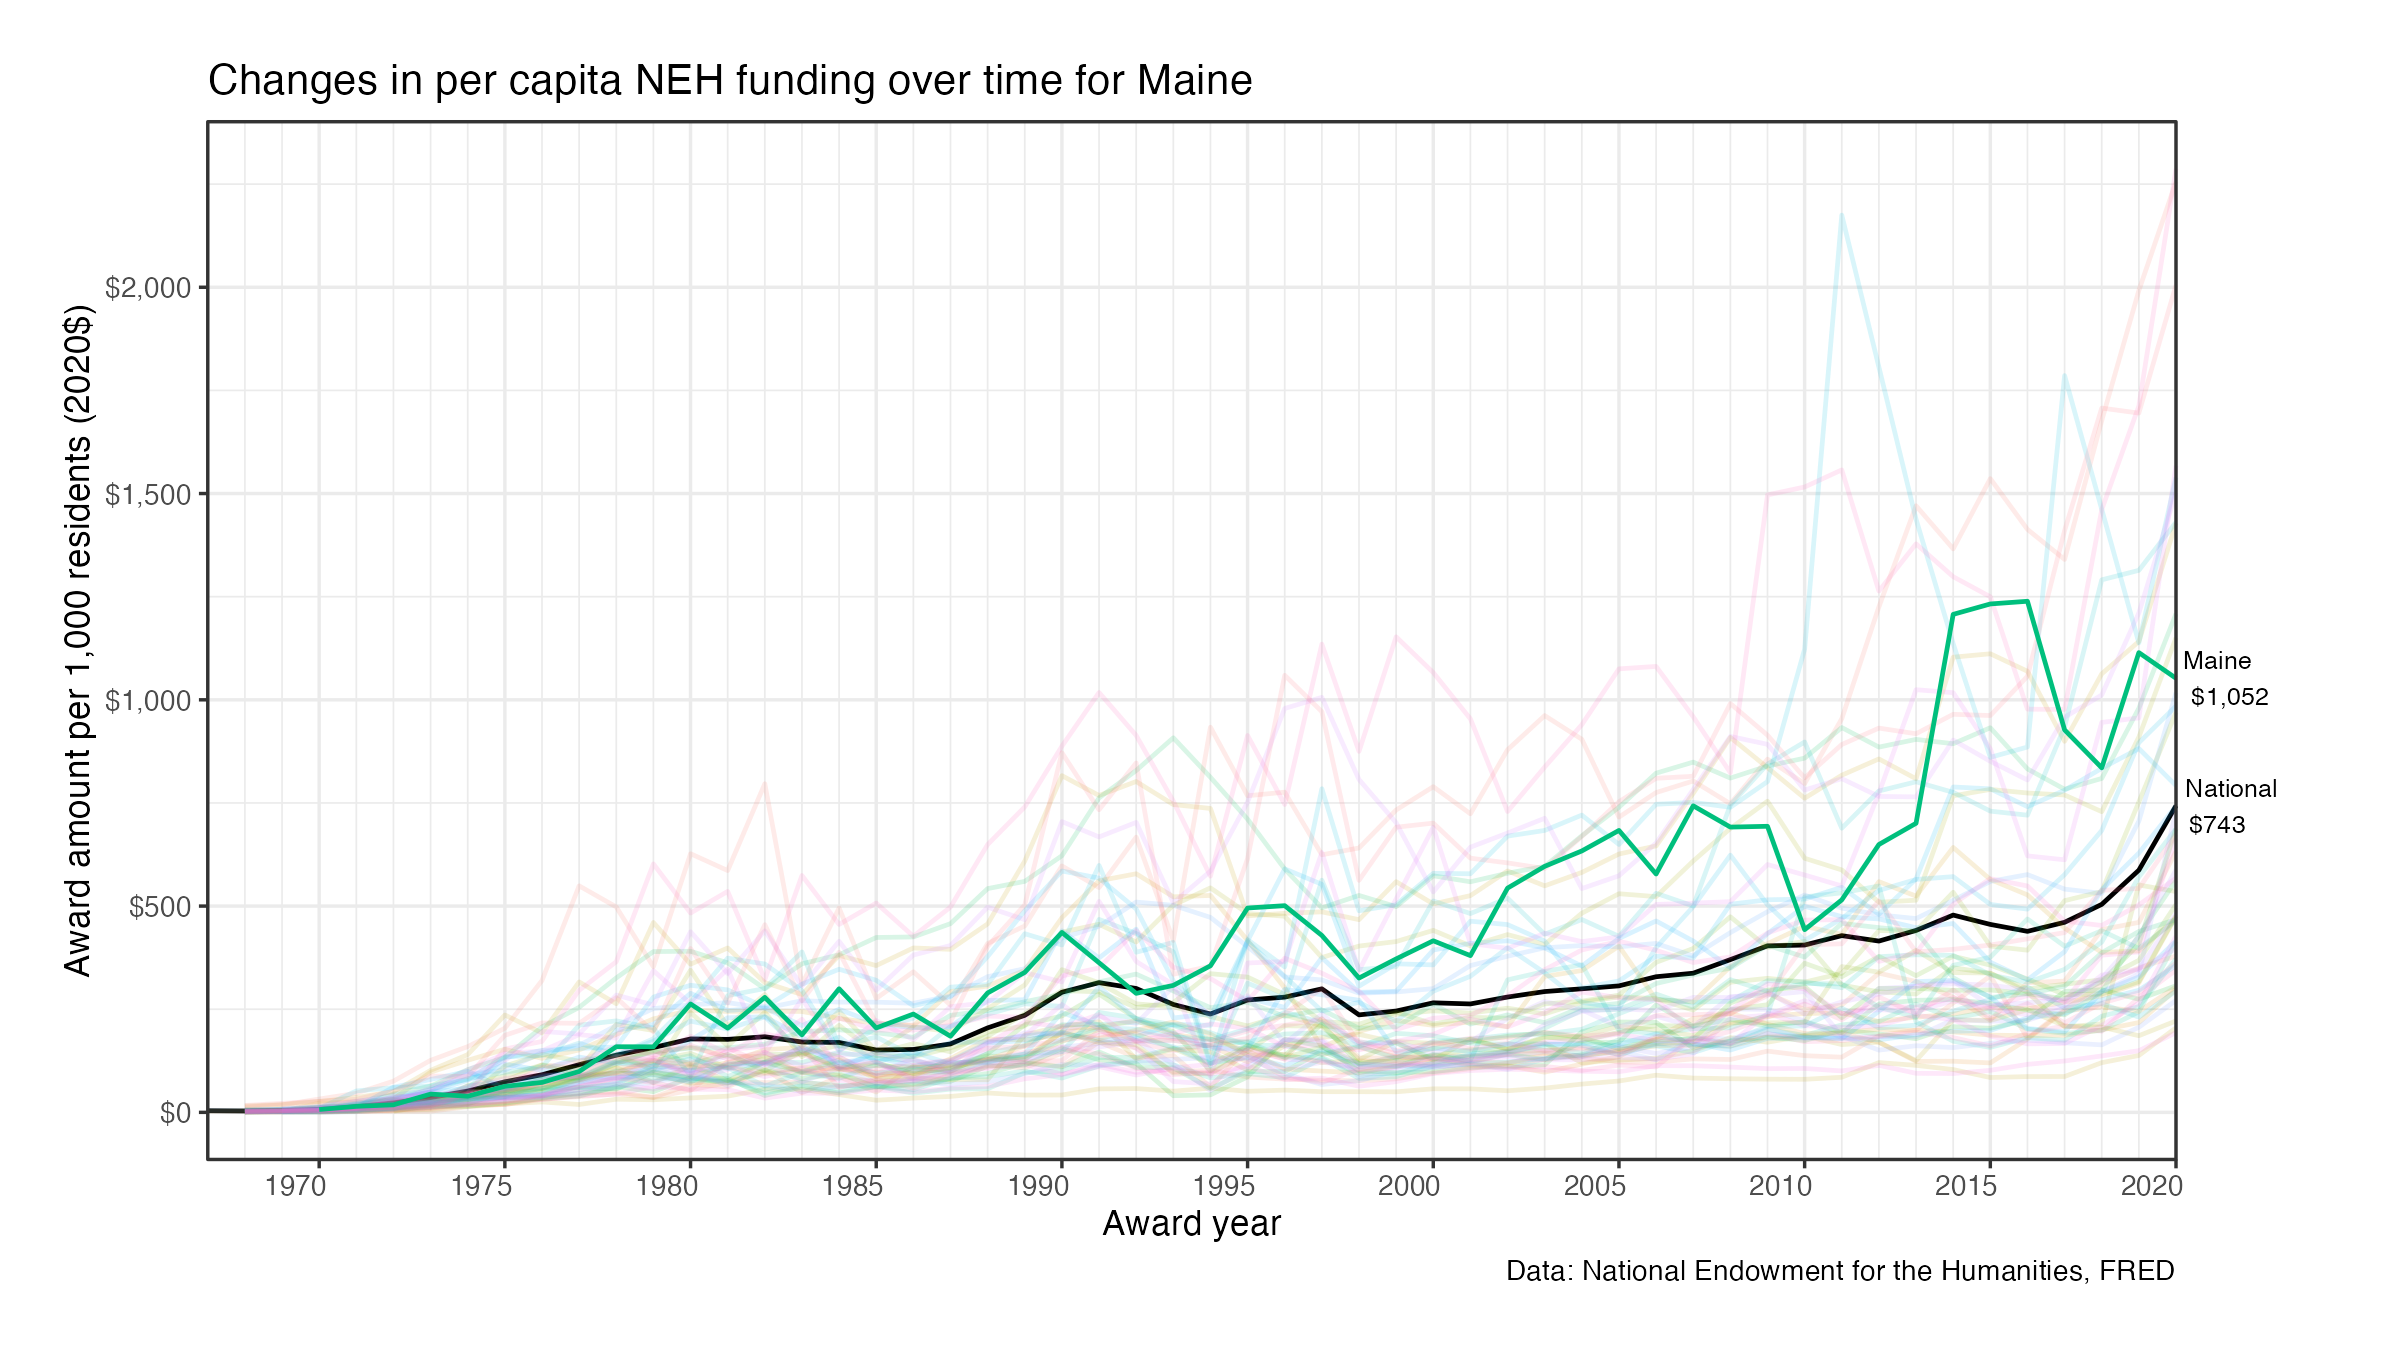 Changes in per capita NEH funding over time for Maine
Award amount per 1,000 residents (2020$)
$2,000
$1,500
$1,000
$500
$0
Maine
$1,052
National
$743
1970 1975 1980 1985 1990 1995 2000 2005 2010 2015 2020
Award year
Data: National Endowment for the Humanities, FRED